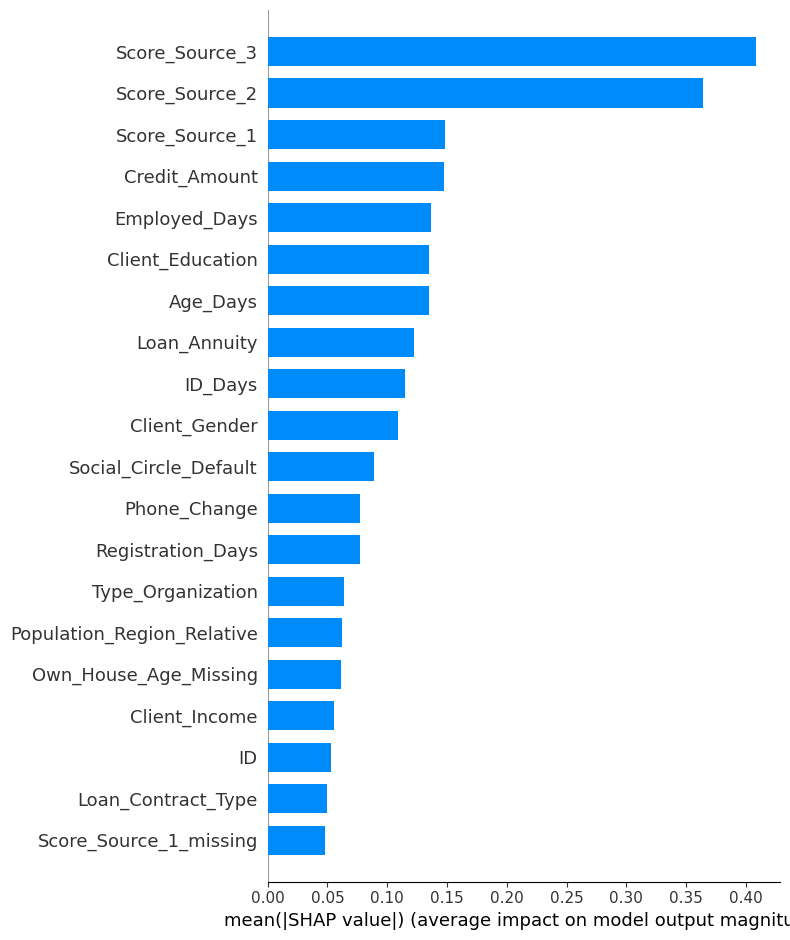 Score_Source_3
Score_Source_2
Score_Source_1
Credit_Amount
Employed_Days
Client_Education
Age_Days
Loan_Annuity
ID_Days
Client_Gender
Social_Circle_Default
Phone_Change
Registration_Days
Type_Organization
Population_Region_Relative
Own_House_Age_Missing
Client_Income
ID
Loan_Contract_Type
Score_Source_1_missing
0.00 0.05 0.10 0.15 0.20 0.25 0.30 0.35 0.40
mean(|SHAP value|) (average impact on model output magnitu